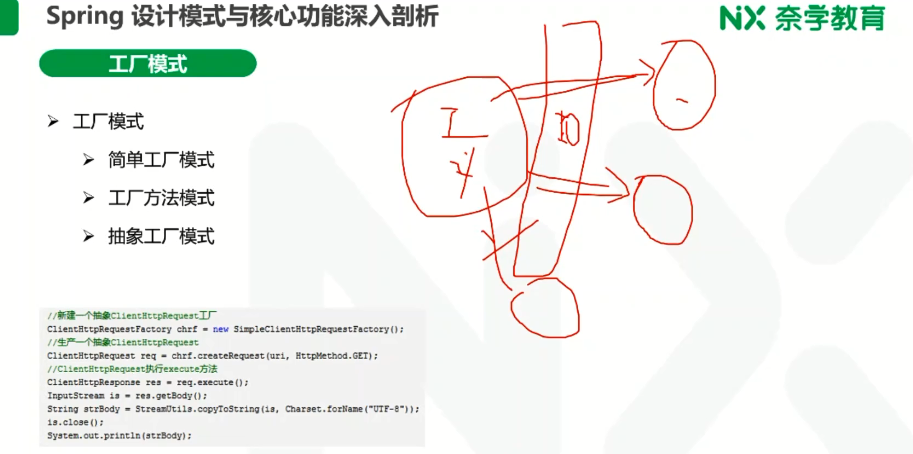 Spring 设计模式与核心功能深入剖析
NX 奈学教育
工厂模式
工厂模式
简单工厂模式
工厂方法模式
抽象工厂模式
//新建一个抽象ClientHttpRequest工厂
ClientHttpRequestFactory chrf = new SimpleClientHttpRequestFactory();
//生产一个抽象ClientHttpRequest
ClientHttpRequest req = chrf.createRequest(uri, HttpMethod.GET);
//ClientHttpRequest执行execute方法
ClientHttpResponse res = req.execute();
InputStream is = res.getBody();
String strBody = StreamUtils.copyToString(is, Charset.forName("UTF-8"));
is.close();
System.out.println(strBody);